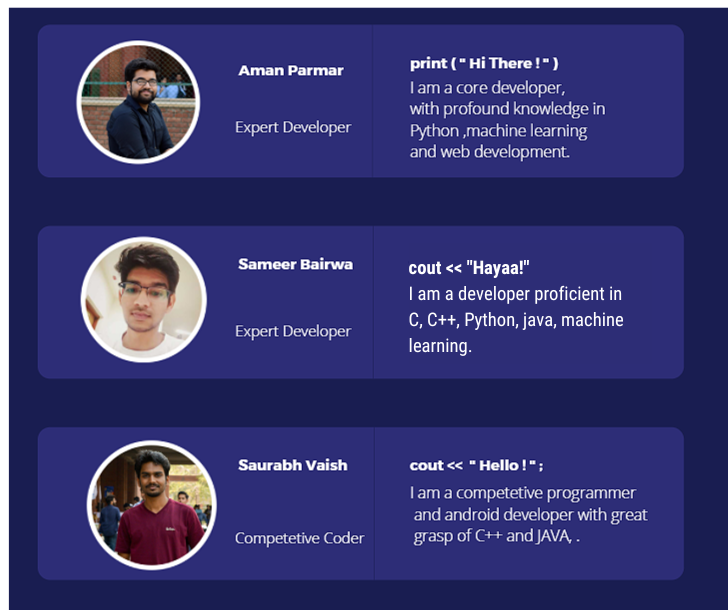 Aman Parmar
Expert Developer
print ( " Hi There ! " )
I am a core developer,
with profound knowledge in
Python ,machine learning
and web development.
Sameer Bairwa
Expert Developer
cout << "Hayaa!"
I am a developer proficient in
C, C++, Python, java, machine
learning.
Saurabh Vaish
Competetive Coder
cout << " Hello ! " ;
I am a competetive programmer
and android developer with great
grasp of C++ and JAVA, .